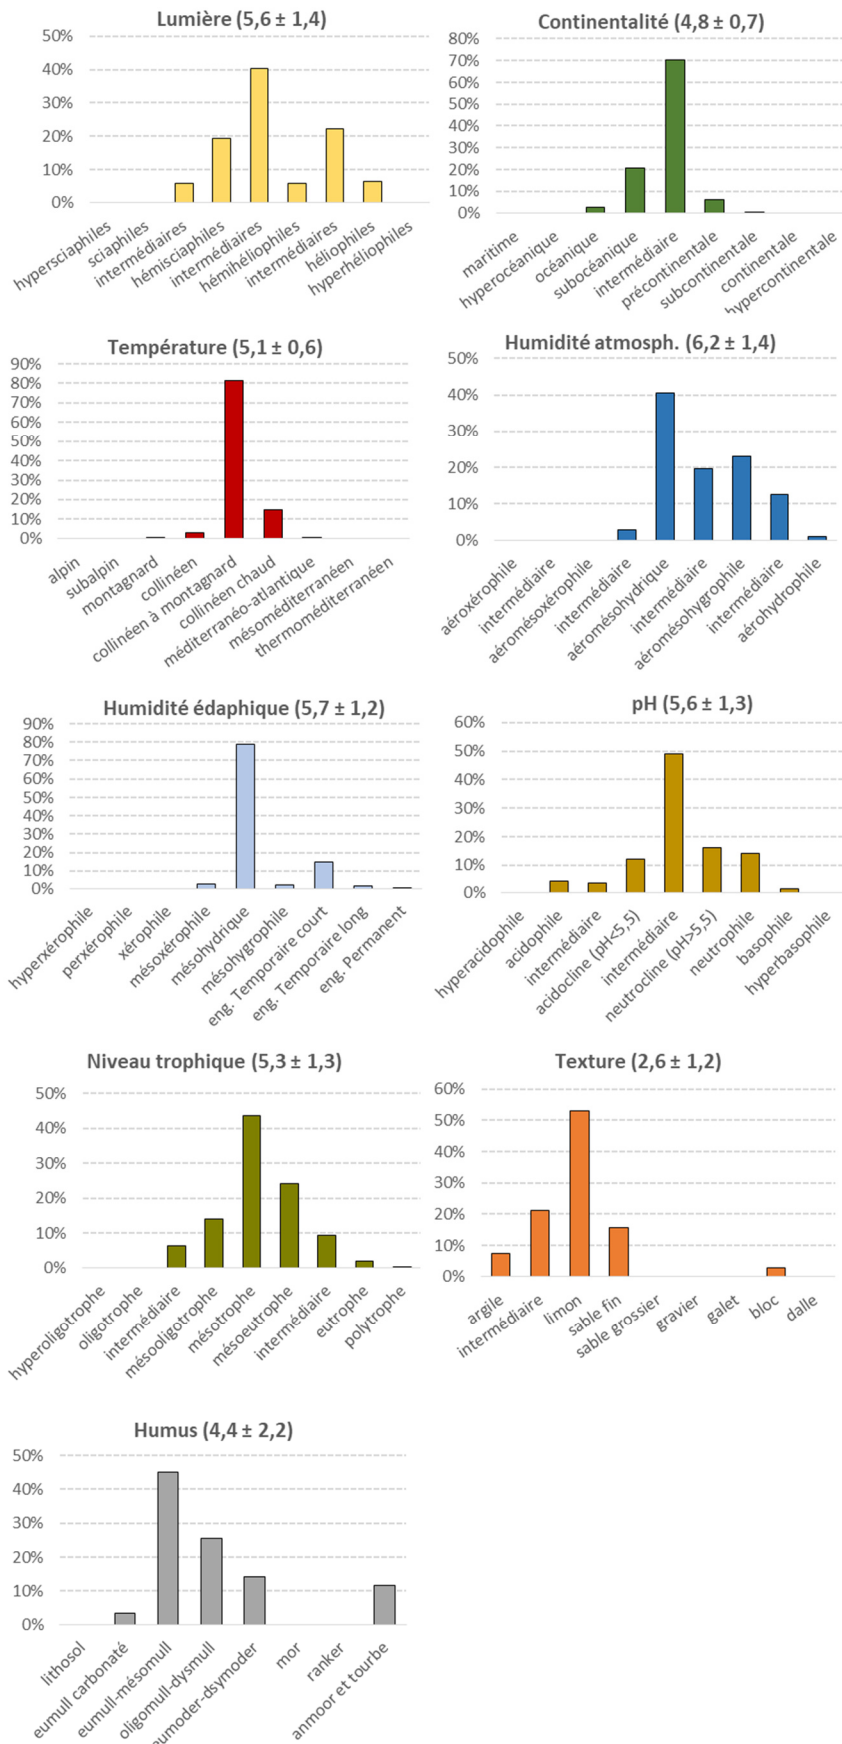 Lumière (5,6 ± 1,4)
50%
40%
30%
20%
10%
0%
hypersciaphiles
sciaphiles
intermédiaires
hémisciaphiles
intermédiaires
hémihéliophiles
intermédiaires
héliophiles
hyperhéliophiles
Continentalité (4,8 ± 0,7)
80%
70%
60%
50%
40%
30%
20%
10%
0%
maritime
hyperocéanique
océanique
subocéanique
intermédiaire
précontinentale
subcontinentale
continentale
hypercontinentale
Température (5,1 ± 0,6)
90%
80%
70%
60%
50%
40%
30%
20%
10%
0%
alpin
subalpin
montagnard
collinéen
collinéen à montagnard
collinéen chaud
méditerranéo-atlantique
mésoméditerranéen
thermoméditerranéen
Humidité atmosph. (6,2 ± 1,4)
50%
40%
30%
20%
10%
0%
aéroxérophile
intermédiaire
aéromésoxérophile
intermédiaire
aéromésohydrique
intermédiaire
aéromésohygrophile
intermédiaire
aérohydrophile
Humidité édaphique (5,7 ± 1,2)
90%
80%
70%
60%
50%
40%
30%
20%
10%
0%
hyperxérophile
perxérophile
xérophile
mésoxérophile
mésohydrique
mésohygrophile
eng. Temporaire court
eng. Temporaire long
eng. Permanent
pH (5,6 ± 1,3)
60%
50%
40%
30%
20%
10%
0%
hyperacidophile
acidophile
intermédiaire
acidocline (pH<5,5)
intermédiaire
neutrocline (pH>5,5)
neutrophile
basophile
hyperbasophile
Niveau trophique (5,3 ± 1,3)
50%
40%
30%
20%
10%
0%
hyperoligotrophe
oligotrophe
intermédiaire
mésooligotrophe
mésotrophe
mésoeutrophe
intermédiaire
eutrophe
polytrophe
Texture (2,6 ± 1,2)
60%
50%
40%
30%
20%
10%
0%
argile
intermédiaire
limon
sable fin
sable grossier
gravier
galet
bloc
dalle
Humus (4,4 ± 2,2)
50%
40%
30%
20%
10%
0%
lithosol
eumull carbonaté
eumull-mésomull
oligomull-dysmull
eumoder-dsymoder
mor
ranker
anmoor et tourbe